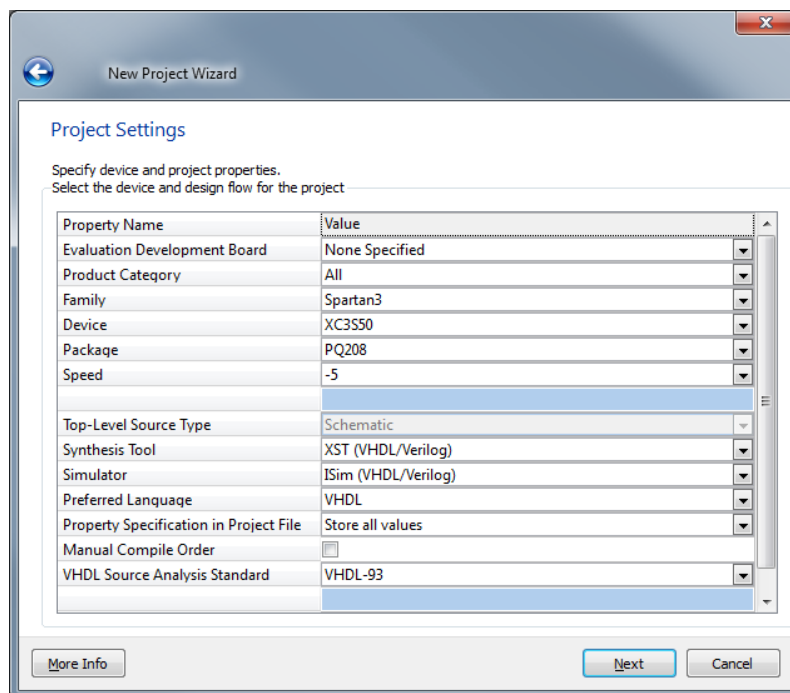 New Project Wizard
Project Settings
Specify device and project properties.
Select the device and design flow for the project
Property Name Value
Evaluation Development Board None Specified
Product Category All
Family Spartan3
Device XC3S50
Package PQ208
Speed -5
Top-Level Source Type Schematic
Synthesis Tool XST (VHDL/Verilog)
Simulator ISim (VHDL/Verilog)
Preferred Language VHDL
Property Specification in Project File Store all values
Manual Compile Order
VHDL Source Analysis Standard VHDL-93
More Info Next Cancel